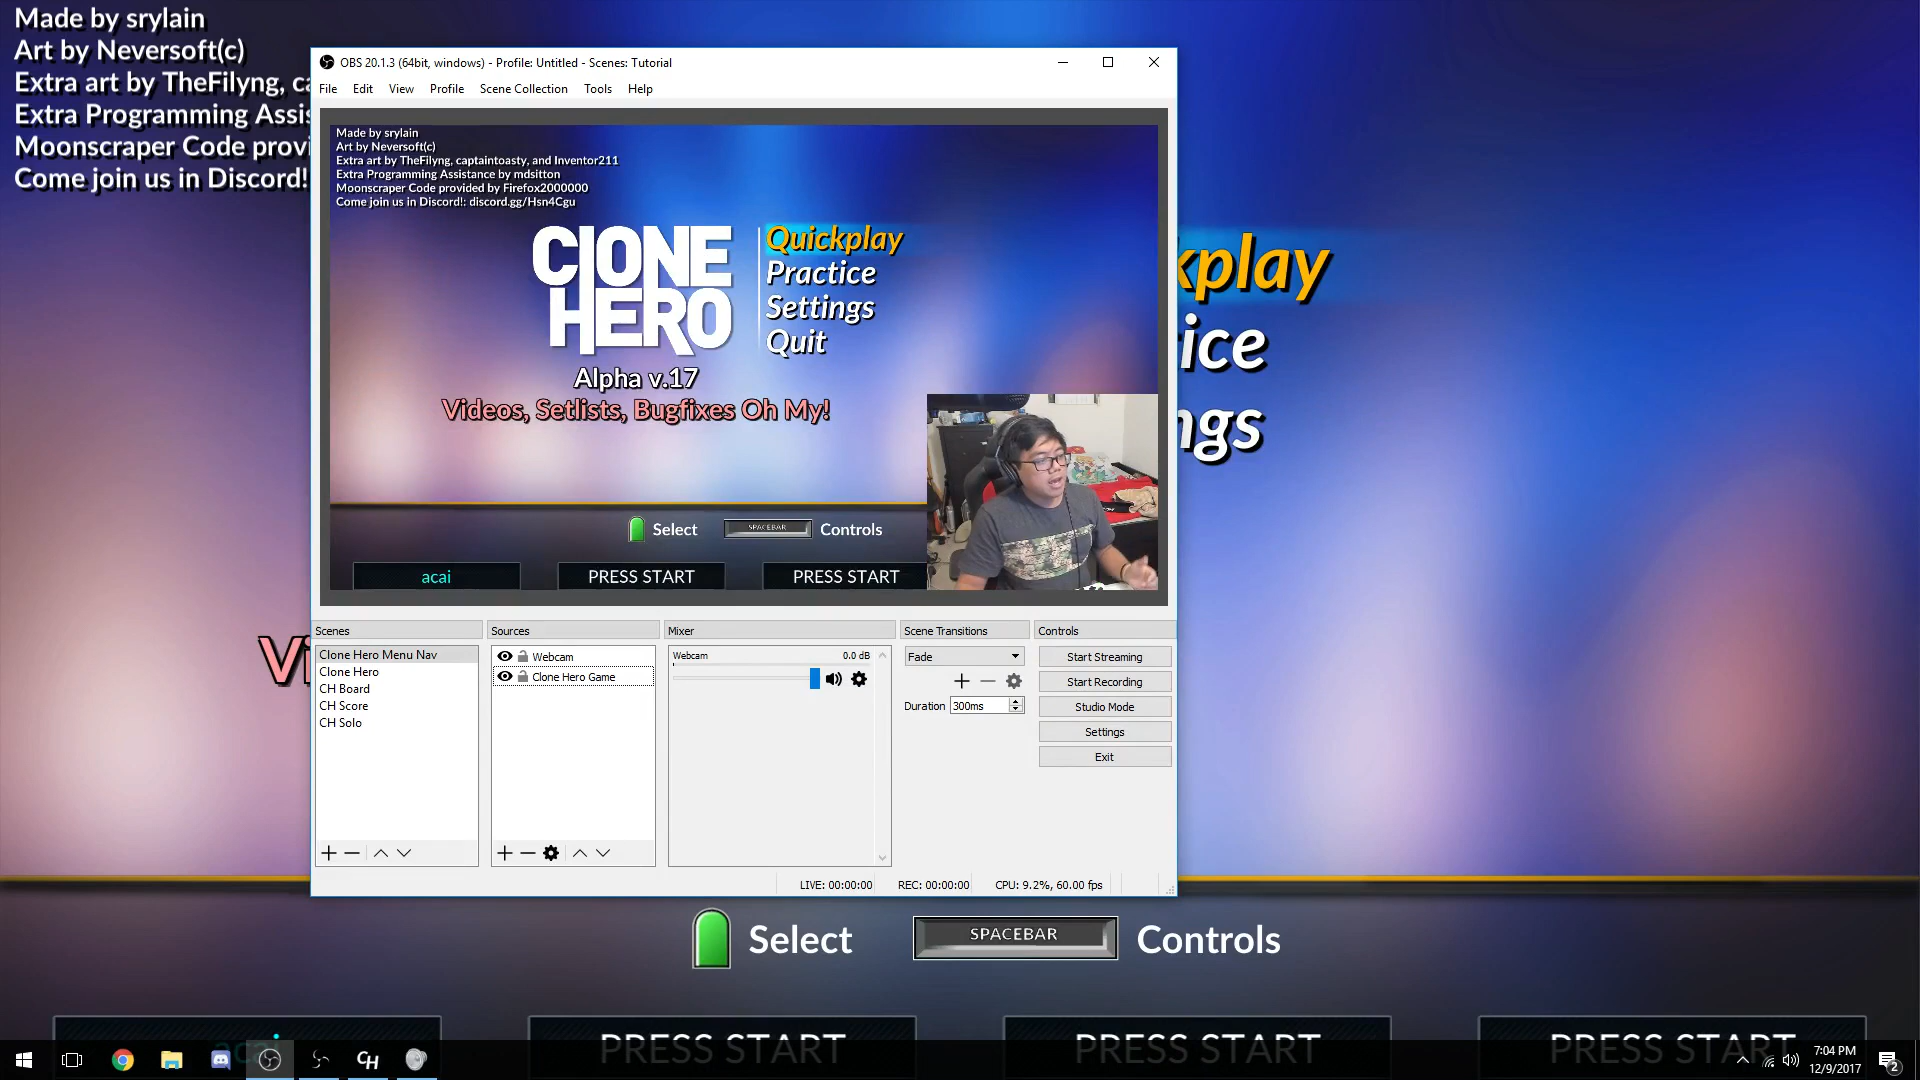 Made by srylain
Art by Neversoft(c)
Extra art by TheFilyng, ca
Extra Programming Assis
Moonscraper Code provi
Come join us in Discord!
OBS 20.1.3 (64bit, windows) - Profile: Untitled - Scenes: Tutorial
File Edit View Profile Scene Collection Tools Help
Made by srylain
Art by Neversoft(c)
Extra art by TheFilyng, captaintoasty, and Inventor211
Extra Programming Assistance by mdsitton
Moonscraper Code provided by Firefox2000000
Come join us in Discord!: discord.gg/Hsn4Cgu
CLONE HERO
Quickplay
Practice
Settings
Quit
Alpha v.17
Videos, Setlists, Bugfixes Oh My!
Select SPACEBAR Controls
acai PRESS START PRESS START
kplay
ice
ngs
Vi
Scenes
Clone Hero Menu Nav
Clone Hero
CH Board
CH Score
CH Solo
Sources
Webcam
Clone Hero Game
Mixer
Webcam 0.0 dB
Scene Transitions
Fade
Duration 300ms
Controls
Start Streaming
Start Recording
Studio Mode
Settings
Exit
LIVE: 00:00:00 REC: 00:00:00 CPU: 9.2%, 60.00 fps
Select SPACEBAR Controls
acai PRESS START PRESS START PRESS START
CH
7:04 PM
12/9/2017
2